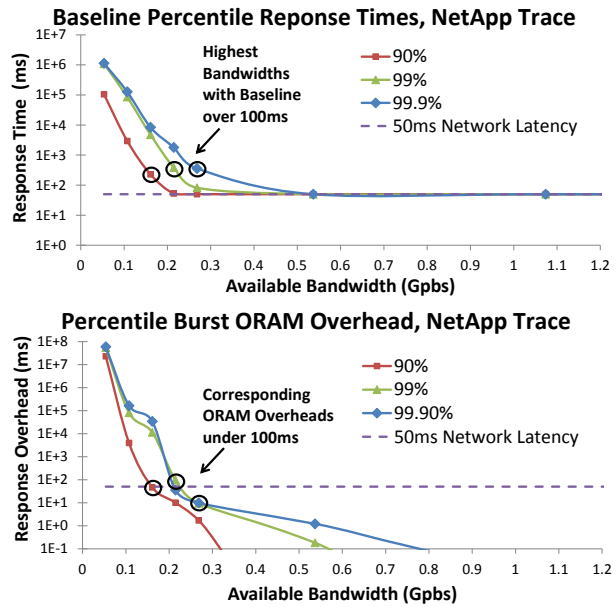 Baseline Percentile Reponse Times, NetApp Trace
1E+7
1E+6
1E+5
1E+4
1E+3
1E+2
1E+1
1E+0
Response Time (ms)
Highest
Bandwidths
with Baseline
over 100ms
90%
99%
99.9%
50ms Network Latency
0 0.1 0.2 0.3 0.4 0.5 0.6 0.7 0.8 0.9 1 1.1 1.2
Available Bandwidth (Gpbs)
Percentile Burst ORAM Overhead, NetApp Trace
1E+8
1E+7
1E+6
1E+5
1E+4
1E+3
1E+2
1E+1
1E+0
1E-1
Response Overhead (ms)
Corresponding
ORAM Overheads
under 100ms
90%
99%
99.90%
50ms Network Latency
0 0.1 0.2 0.3 0.4 0.5 0.6 0.7 0.8 0.9 1 1.1 1.2
Available Bandwidth (Gpbs)